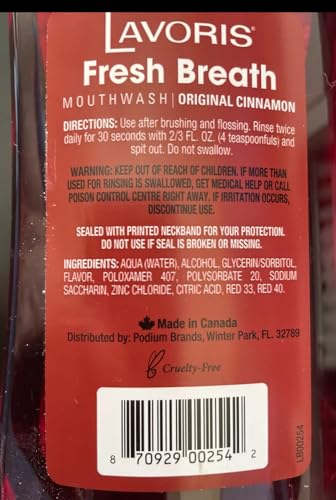 LAVORIS®
Fresh Breath
MOUTHWASH | ORIGINAL CINNAMON
DIRECTIONS: Use after brushing and flossing. Rinse twice
daily for 30 seconds with 2/3 FL. OZ. (4 teaspoonfuls) and
spit out. Do not swallow.
WARNING: KEEP OUT OF REACH OF CHILDREN. IF MORE THAN
USED FOR RINSING IS SWALLOWED, GET MEDICAL HELP OR CALL
POISON CONTROL CENTRE RIGHT AWAY. IF IRRITATION OCCURS,
DISCONTINUE USE.
SEALED WITH PRINTED NECKBAND FOR YOUR PROTECTION.
DO NOT USE IF SEAL IS BROKEN OR MISSING.
INGREDIENTS: AQUA (WATER), ALCOHOL, GLYCERIN/SORBITOL,
FLAVOR, POLOXAMER 407, POLYSORBATE 20, SODIUM
SACCHARIN, ZINC CHLORIDE, CITRIC ACID, RED 33, RED 40.
Made in Canada
Distributed by: Podium Brands, Winter Park, FL. 32789
Cruelty-Free
8 70929 00254 2
LB00254